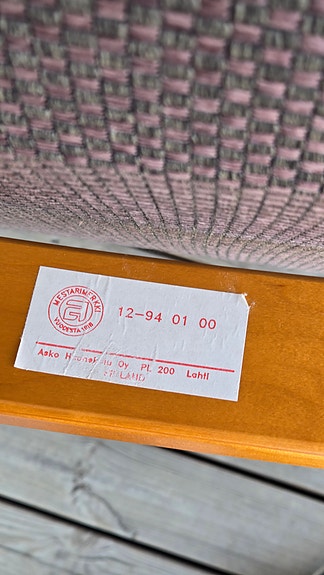 MESTARIMERKKI
VUODESTA 1918
12-94 01 00
Asko Oy PL 200 Lahti